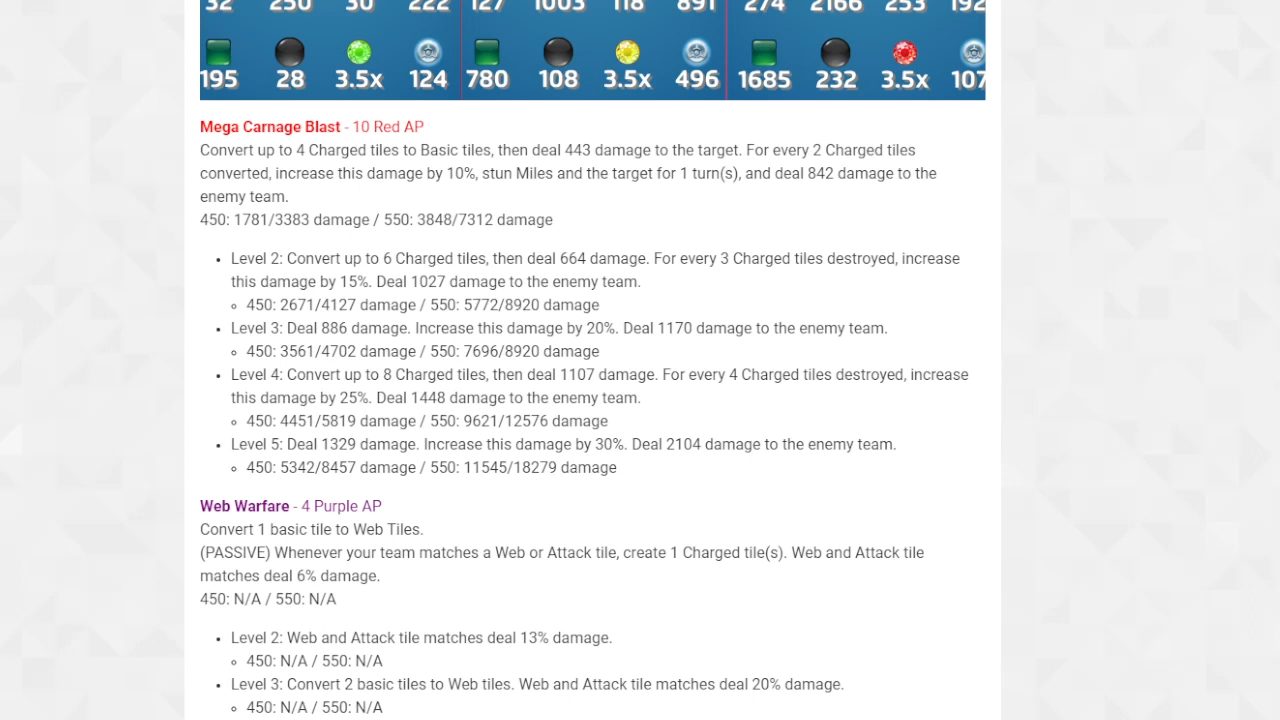 32 250 30 222 127 1003 118 891 274 2166 253 192
195 28 3.5x 124 780 108 3.5x 496 1685 232 3.5x 107
Mega Carnage Blast - 10 Red AP
Convert up to 4 Charged tiles to Basic tiles, then deal 443 damage to the target. For every 2 Charged tiles
converted, increase this damage by 10%, stun Miles and the target for 1 turn(s), and deal 842 damage to the
enemy team.
450: 1781/3383 damage / 550: 3848/7312 damage
• Level 2: Convert up to 6 Charged tiles, then deal 664 damage. For every 3 Charged tiles destroyed, increase
this damage by 15%. Deal 1027 damage to the enemy team.
◦ 450: 2671/4127 damage / 550: 5772/8920 damage
• Level 3: Deal 886 damage. Increase this damage by 20%. Deal 1170 damage to the enemy team.
◦ 450: 3561/4702 damage / 550: 7696/8920 damage
• Level 4: Convert up to 8 Charged tiles, then deal 1107 damage. For every 4 Charged tiles destroyed, increase
this damage by 25%. Deal 1448 damage to the enemy team.
◦ 450: 4451/5819 damage / 550: 9621/12576 damage
• Level 5: Deal 1329 damage. Increase this damage by 30%. Deal 2104 damage to the enemy team.
◦ 450: 5342/8457 damage / 550: 11545/18279 damage
Web Warfare - 4 Purple AP
Convert 1 basic tile to Web Tiles.
(PASSIVE) Whenever your team matches a Web or Attack tile, create 1 Charged tile(s). Web and Attack tile
matches deal 6% damage.
450: N/A / 550: N/A
• Level 2: Web and Attack tile matches deal 13% damage.
◦ 450: N/A / 550: N/A
• Level 3: Convert 2 basic tiles to Web tiles. Web and Attack tile matches deal 20% damage.
◦ 450: N/A / 550: N/A